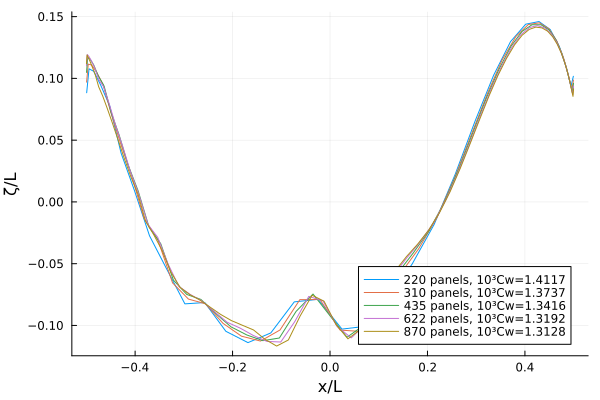 ζ/L
0.15
0.10
0.05
0.00
−0.05
−0.10
220 panels, 10³Cw=1.4117
310 panels, 10³Cw=1.3737
435 panels, 10³Cw=1.3416
622 panels, 10³Cw=1.3192
870 panels, 10³Cw=1.3128
−0.4 −0.2 0.0 0.2 0.4
x/L